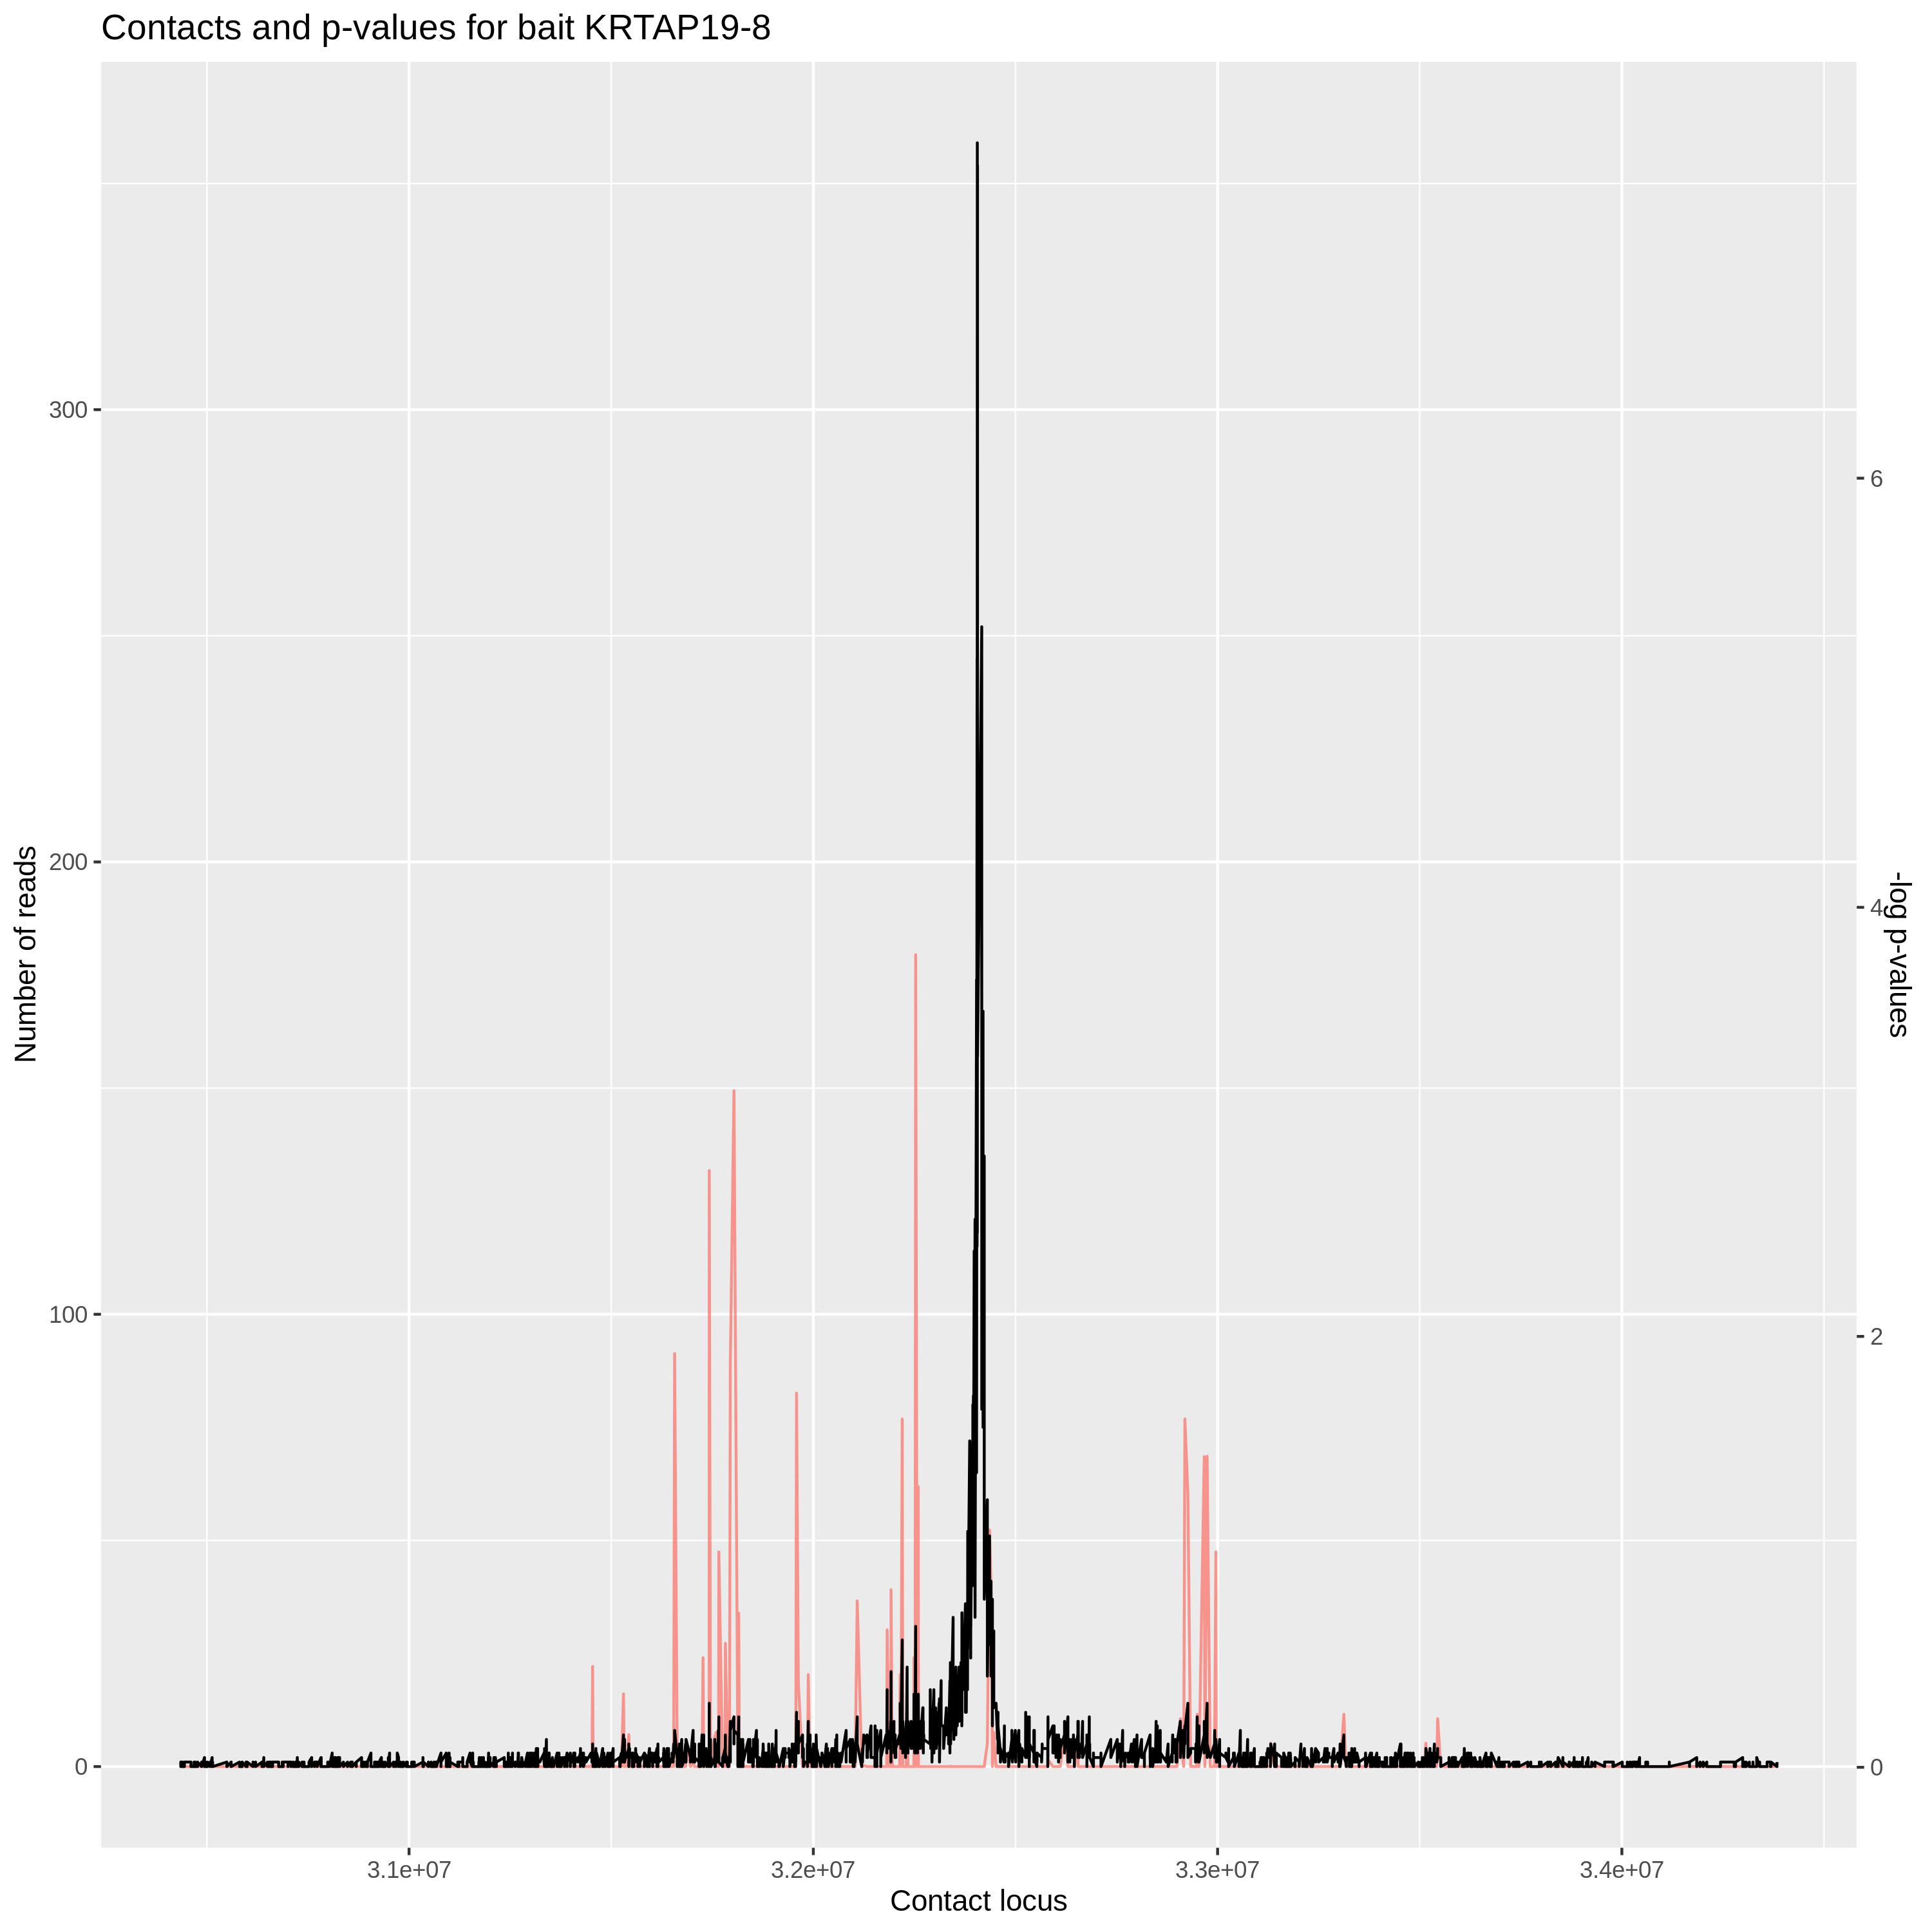 Contacts and p-values for bait KRTAP19-8
300
200
100
0
6
4
2
0
Number of reads
-log p-values
3.1e+07
3.2e+07
3.3e+07
3.4e+07
Contact locus